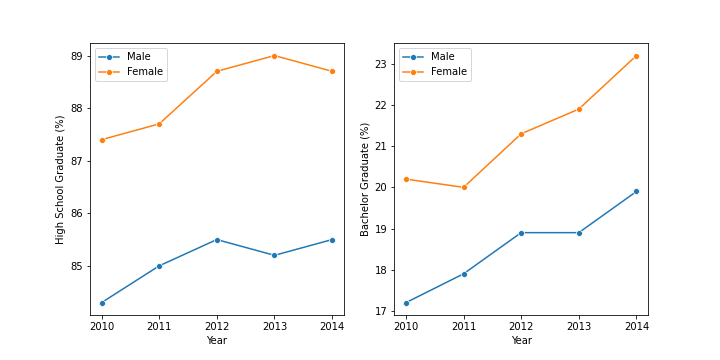 Male
Female
89
88
87
86
85
High School Graduate (%)
2010 2011 2012 2013 2014
Year
Male
Female
23
22
21
20
19
18
17
Bachelor Graduate (%)
2010 2011 2012 2013 2014
Year